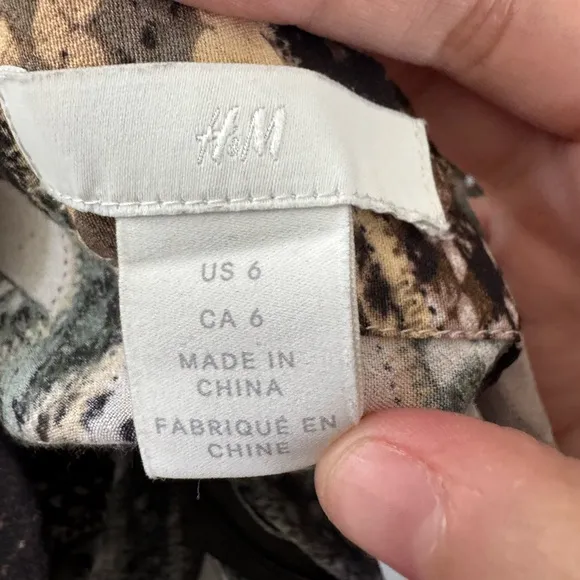 H&M
US 6
CA 6
MADE IN
CHINA
FABRIQUÉ EN
CHINE